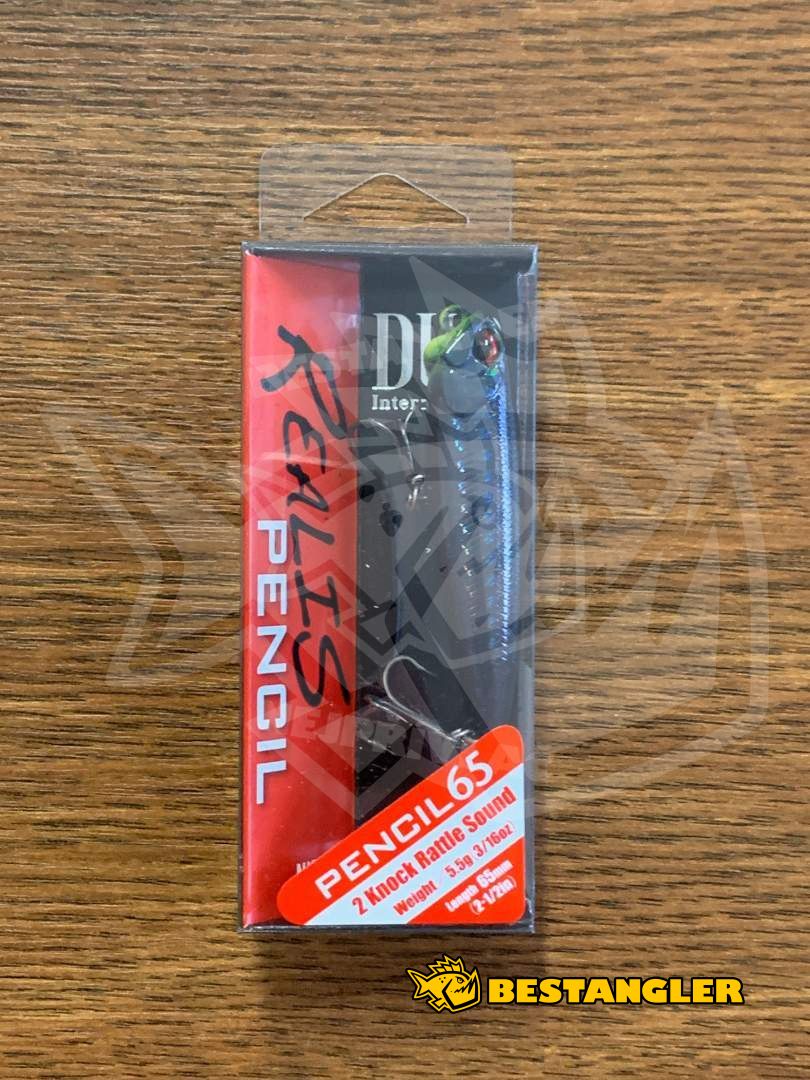 DU
Inter
REALIS
PENCIL
PENCIL65
2 Knock Rattle Sound
Weight / 5.5g(3/16oz)
Length 65mm
(2-1/2in)
BESTANGLER